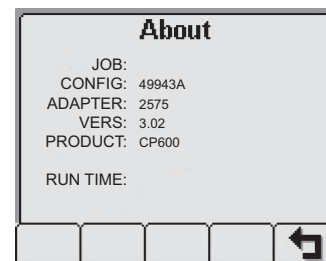 About
JOB:
CONFIG: 49943A
ADAPTER: 2575
VERS: 3.02
PRODUCT: CP600
RUN TIME: